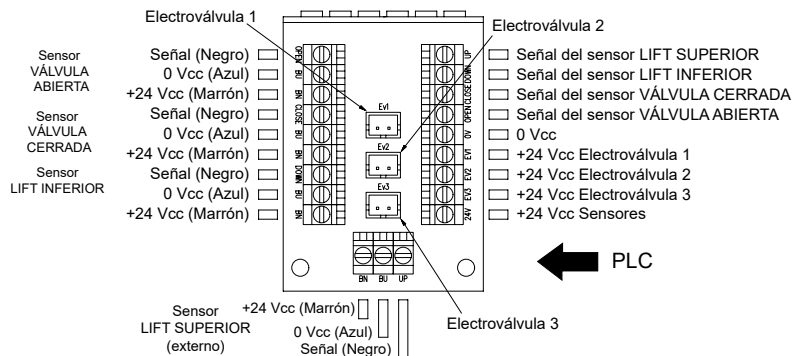 Electroválvula 1
Electroválvula 2
Sensor
VÁLVULA
ABIERTA
Señal (Negro)
0 Vcc (Azul)
+24 Vcc (Marrón)
Sensor
VÁLVULA
CERRADA
Señal (Negro)
0 Vcc (Azul)
+24 Vcc (Marrón)
Sensor
LIFT INFERIOR
Señal (Negro)
0 Vcc (Azul)
+24 Vcc (Marrón)
OPEN
BU
BN
CLOSE
BU
BN
DOWN
BU
BN
Ev1
Ev2
Ev3
UP
DOWN
CLOSE
OPEN
0V
EV1
EV2
EV3
24V
Señal del sensor LIFT SUPERIOR
Señal del sensor LIFT INFERIOR
Señal del sensor VÁLVULA CERRADA
Señal del sensor VÁLVULA ABIERTA
0 Vcc
+24 Vcc Electroválvula 1
+24 Vcc Electroválvula 2
+24 Vcc Electroválvula 3
+24 Vcc Sensores
PLC
BN BU UP
Sensor
LIFT SUPERIOR
(externo)
+24 Vcc (Marrón)
0 Vcc (Azul)
Señal (Negro)
Electroválvula 3